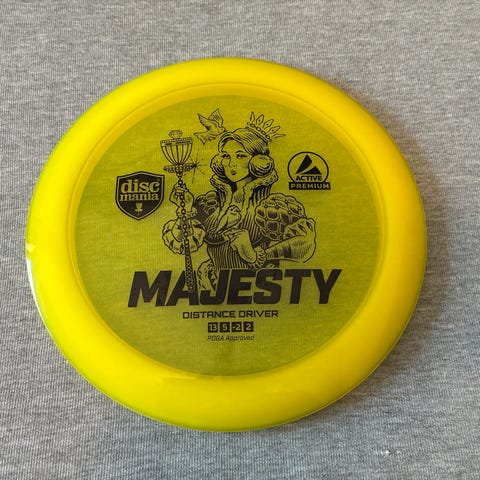 disc
mania
ACTIVE
PREMIUM
MAJESTY
DISTANCE DRIVER
13 5 -2 2
PDGA Approved